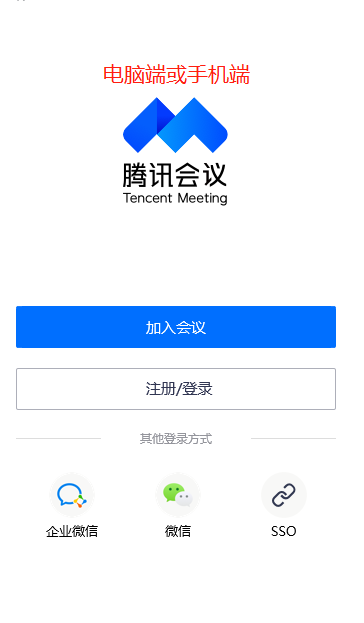 电脑端或手机端
腾讯会议
Tencent Meeting
加入会议
注册/登录
其他登录方式
企业微信
微信
SSO